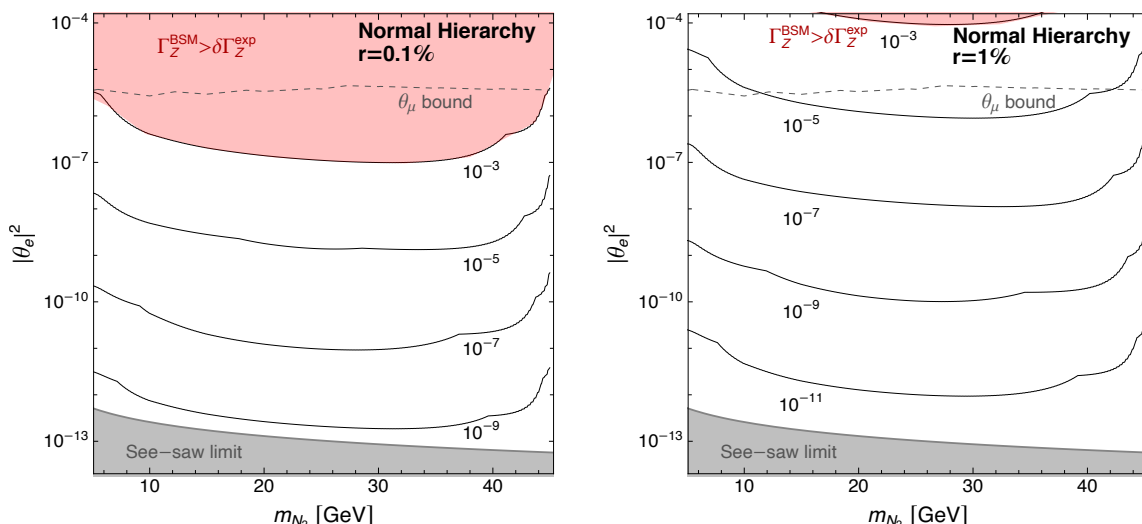 10⁻⁴
Γ_Z^BSM>δΓ_Z^exp
Normal Hierarchy
r=0.1%
θ_μ bound
10⁻⁷
10⁻³
|θ_e|²
10⁻⁵
10⁻¹⁰
10⁻⁷
10⁻⁹
10⁻¹³
See−saw limit
10 20 30 40
[GeV]
10⁻⁴
Γ_Z^BSM>δΓ_Z^exp
10⁻³
Normal Hierarchy
r=1%
θ_μ bound
10⁻⁵
10⁻⁷
10⁻⁷
|θ_e|²
10⁻¹⁰
10⁻⁹
10⁻¹¹
10⁻¹³
See−saw limit
10 20 30 40
[GeV]